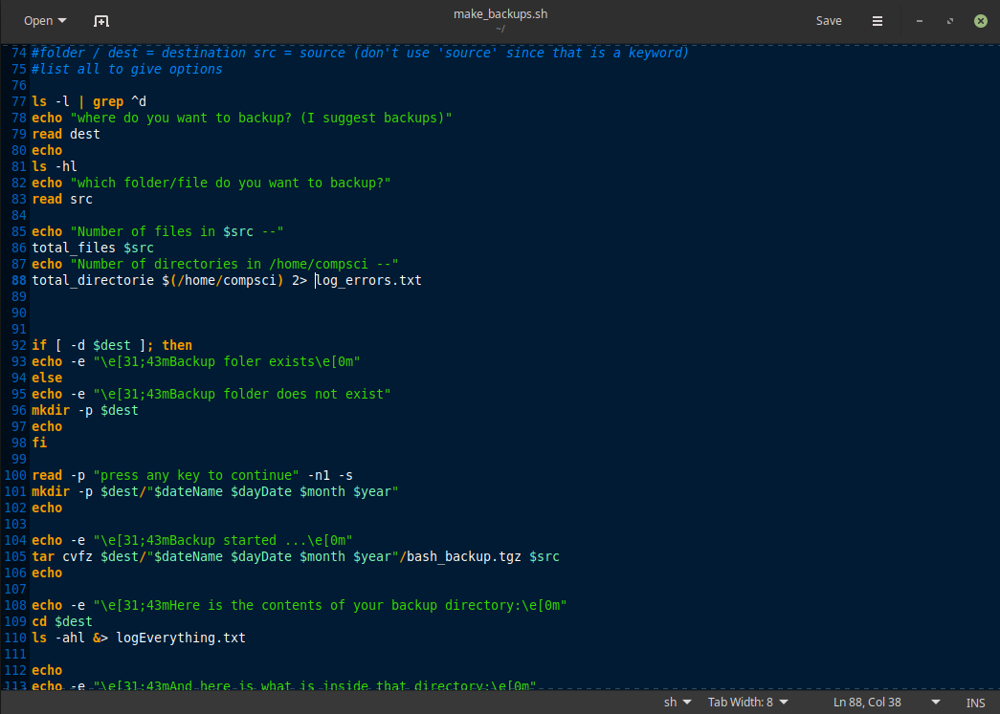 Open
make_backups.sh
~/
Save
74 #folder / dest = destination src = source (don't use 'source' since that is a keyword)
75 #list all to give options
76
77 ls -l | grep ^d
78 echo "where do you want to backup? (I suggest backups)"
79 read dest
80 echo
81 ls -hl
82 echo "which folder/file do you want to backup?"
83 read src
84
85 echo "Number of files in $src --"
86 total_files $src
87 echo "Number of directories in /home/compsci --"
88 total_directorie $(/home/compsci) 2> log_errors.txt
89
90
91
92 if [ -d $dest ]; then
93 echo -e "\e[31;43mBackup foler exists\e[0m"
94 else
95 echo -e "\e[31;43mBackup folder does not exist"
96 mkdir -p $dest
97 echo
98 fi
99
100 read -p "press any key to continue" -n1 -s
101 mkdir -p $dest/"$dateName $dayDate $month $year"
102 echo
103
104 echo -e "\e[31;43mBackup started ...\e[0m"
105 tar cvfz $dest/"$dateName $dayDate $month $year"/bash_backup.tgz $src
106 echo
107
108 echo -e "\e[31;43mHere is the contents of your backup directory:\e[0m"
109 cd $dest
110 ls -ahl &> logEverything.txt
111
112 echo
113 echo -e "\e[31;43mAnd here is what is inside that directory:\e[0m"
sh Tab Width: 8 Ln 88, Col 38 INS